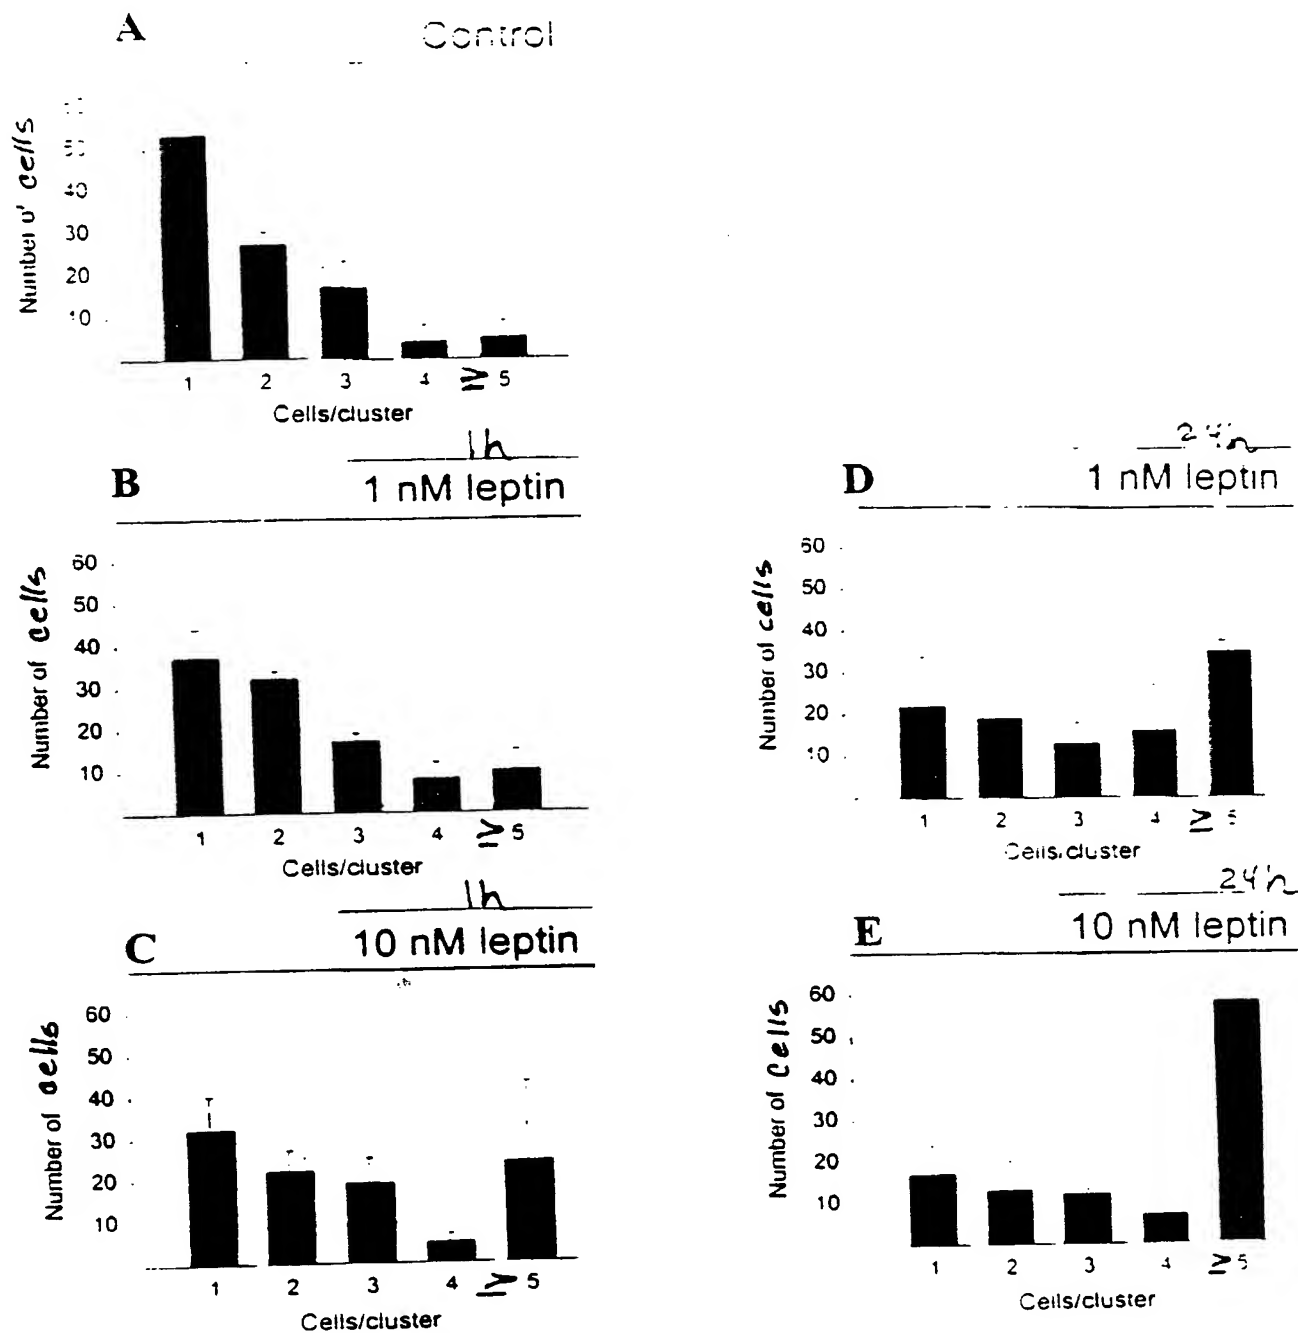 A
Control
Number of cells
50
40
30
20
10
1 2 3 4 ≥ 5
Cells/cluster
1h
B
1 nM leptin
Number of cells
60
50
40
30
20
10
1 2 3 4 ≥ 5
Cells/cluster
1h
C
10 nM leptin
Number of cells
60
50
40
30
20
10
1 2 3 4 ≥ 5
Cells/cluster
24h
D
1 nM leptin
Number of cells
60
50
40
30
20
10
1 2 3 4 ≥ 5
Cells/cluster
24h
E
10 nM leptin
Number of cells
60
50
40
30
20
10
1 2 3 4 ≥ 5
Cells/cluster